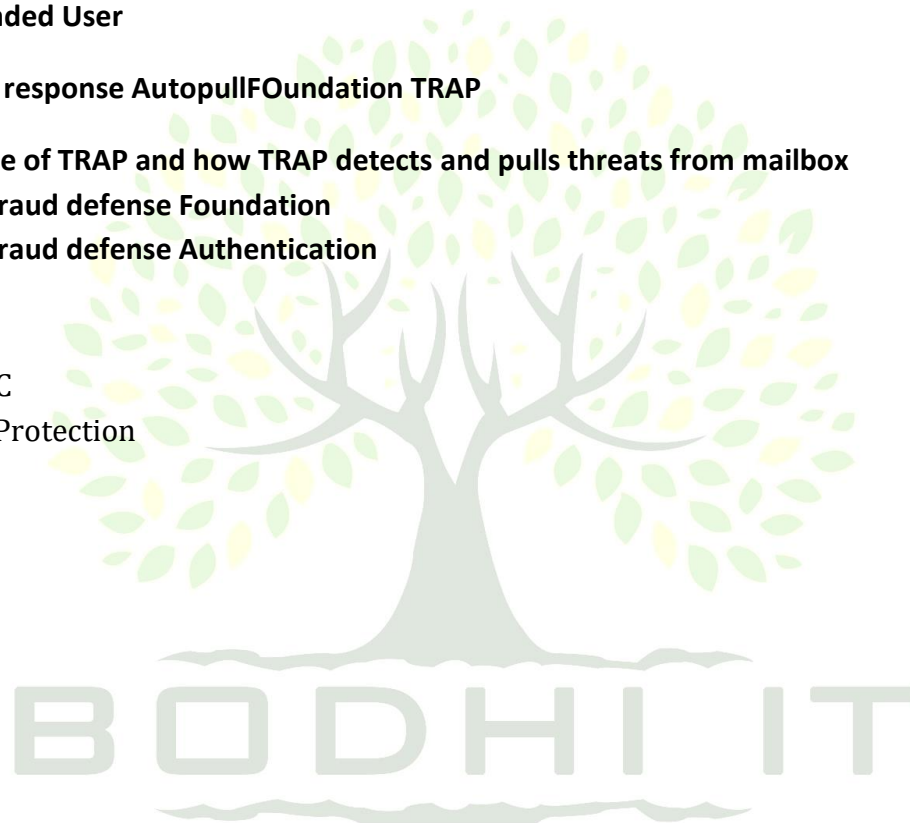 nded User
response AutopullFOundation TRAP
e of TRAP and how TRAP detects and pulls threats from mailbox
raud defense Foundation
raud defense Authentication
C
Protection
BODHI IT